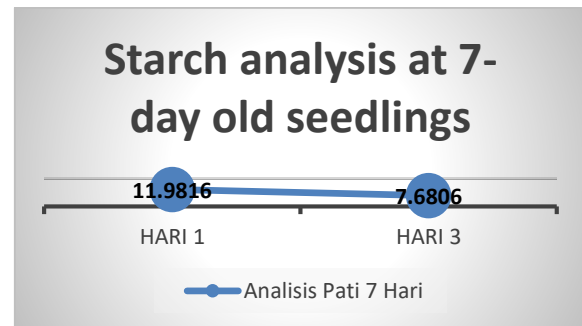 Starch analysis at 7-
day old seedlings
11.9816
7.6806
HARI 1
HARI 3
Analisis Pati 7 Hari